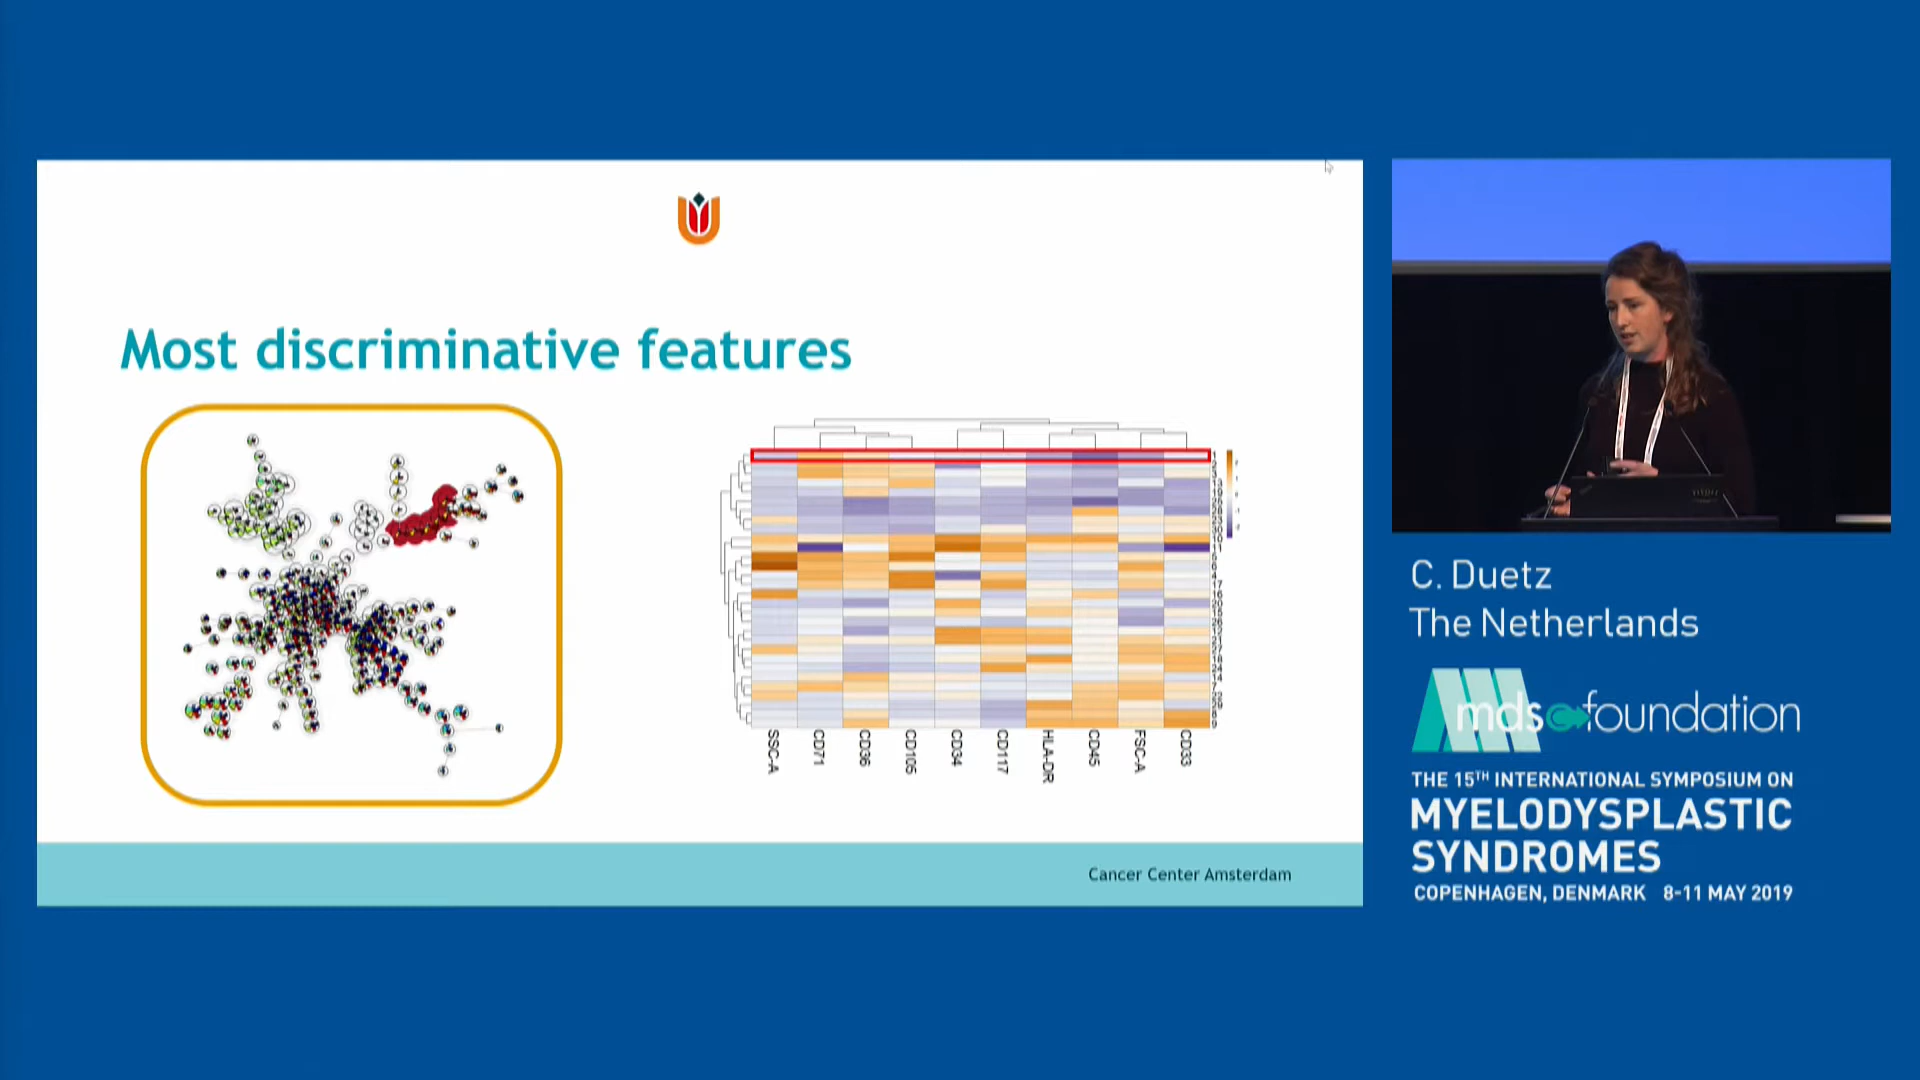 Most discriminative features
SSC-A
CD71
CD36
CD105
CD34
CD117
HLA-DR
CD45
FSC-A
CD33
Cancer Center Amsterdam
C. Duetz
The Netherlands
mds foundation
THE 15TH INTERNATIONAL SYMPOSIUM ON
MYELODYSPLASTIC
SYNDROMES
COPENHAGEN, DENMARK 8-11 MAY 2019